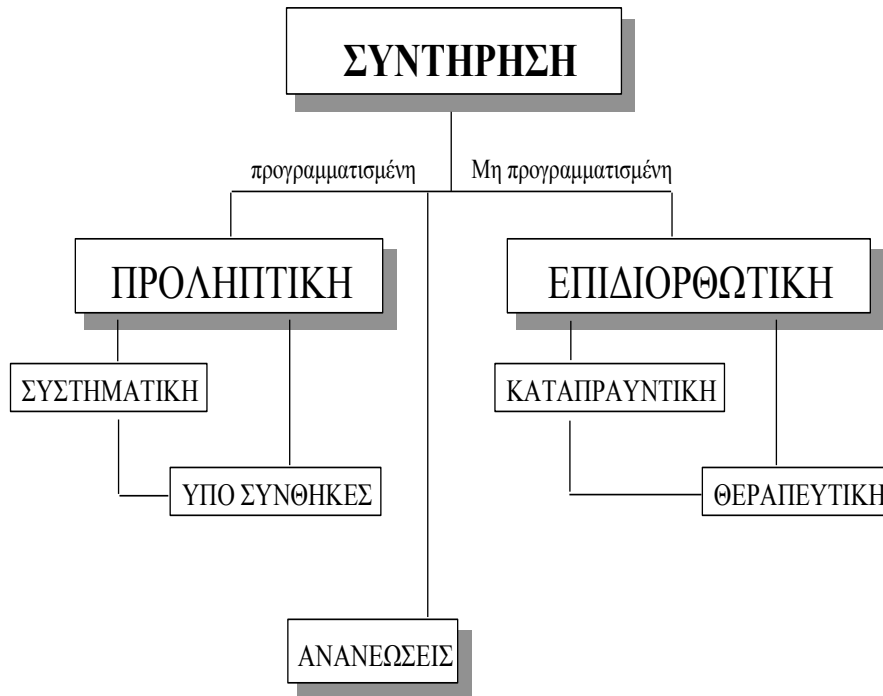 ΣΥΝΤΗΡΗΣΗ
προγραμματισμένη
Μη προγραμματισμένη
ΠΡΟΛΗΠΤΙΚΗ
ΕΠΙΔΙΟΡΘΩΤΙΚΗ
ΣΥΣΤΗΜΑΤΙΚΗ
ΚΑΤΑΠΡΑΥΝΤΙΚΗ
ΥΠΟ ΣΥΝΘΗΚΕΣ
ΘΕΡΑΠΕΥΤΙΚΗ
ΑΝΑΝΕΩΣΕΙΣ